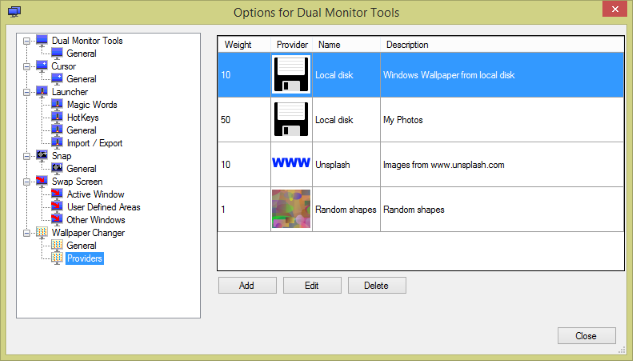 Options for Dual Monitor Tools
Dual Monitor Tools
General
Cursor
General
Launcher
Magic Words
HotKeys
General
Import / Export
Snap
General
Swap Screen
Active Window
User Defined Areas
Other Windows
Wallpaper Changer
General
Providers
Weight Provider Name Description
10 Local disk Windows Wallpaper from local disk
50 Local disk My Photos
10 WWW Unsplash Images from www.unsplash.com
1 Random shapes Random shapes
Add Edit Delete
Close